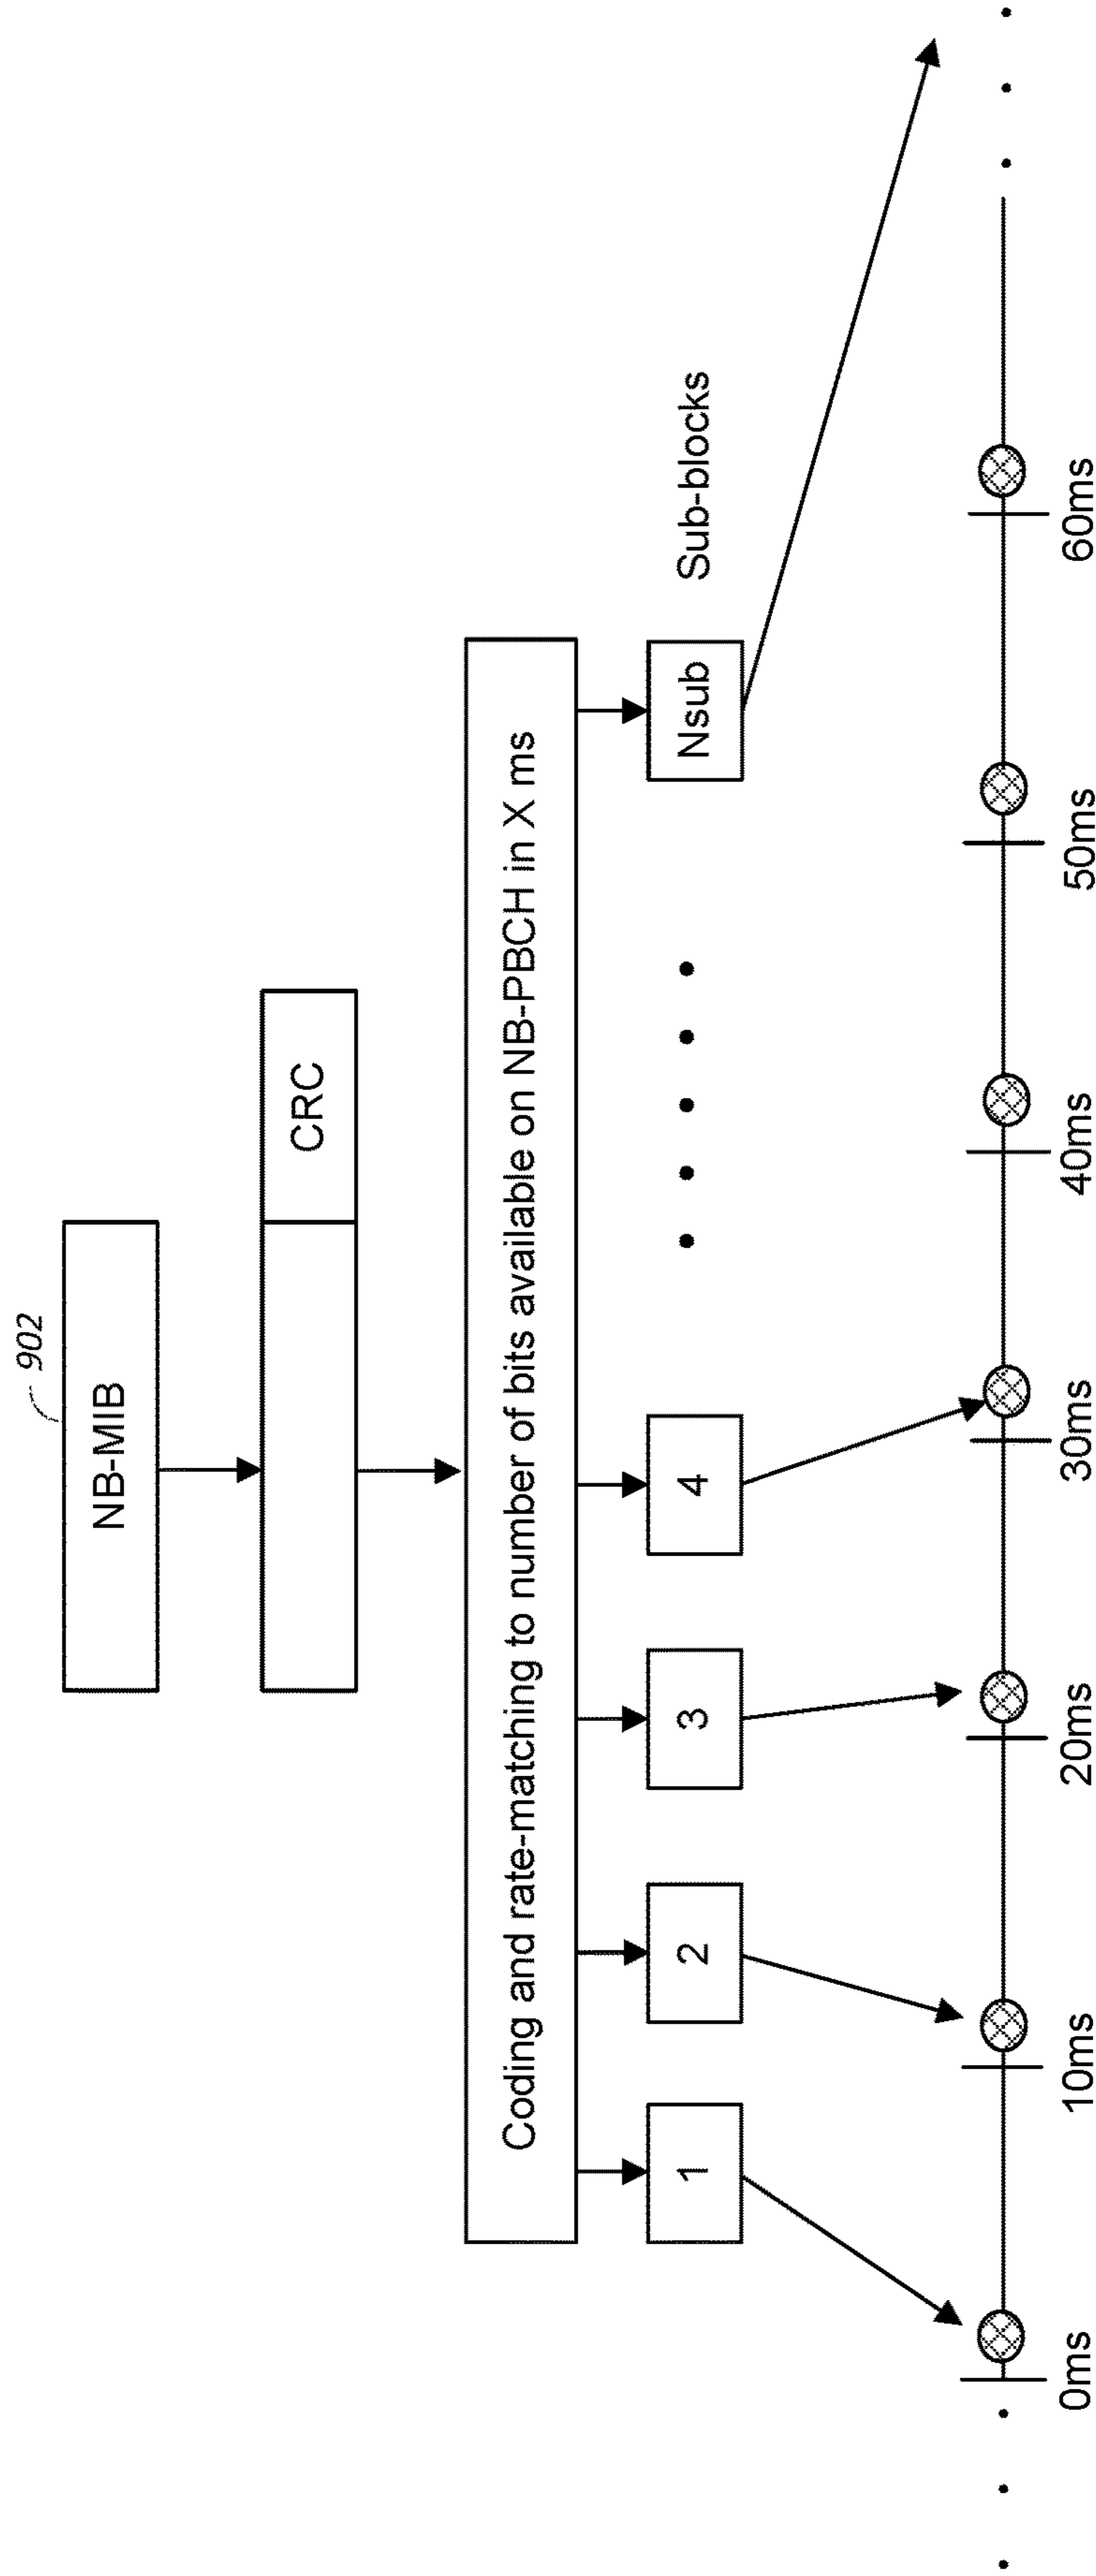 902
NB-MIB
CRC
Coding and rate-matching to number of bits available on NB-PBCH in X ms
1
2
3
4
Nsub
Sub-blocks
0ms
10ms
20ms
30ms
40ms
50ms
60ms